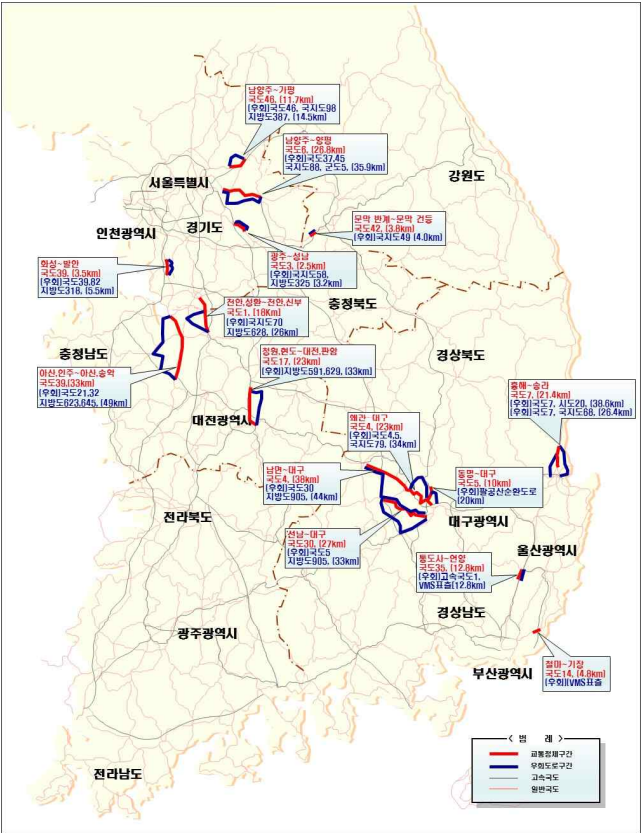 남양주~가평
국도46, (11.7km)
(우회)국도46, 국지도98
지방도387, (14.5km)
남양주~양평
국도6, (26.8km)
(우회)국도37,45
국지도88, 군도5, (35.9km)
서울특별시
강원도
문막 반계~문막 건등
국도42, (3.8km)
(우회)국지도49 (4.0km)
경기도
인천광역시
광주~성남
국도3, (2.5km)
(우회)국지도58,
지방도325 (3.2km)
화성~발안
국도39, (3.5km)
(우회)국도39,82
지방도318, (5.5km)
천안,성환~천안,신부
국도1, (18Km)
(우회)국지도70
지방도628, (26km)
충청북도
청원,현도~대전,판암
국도17, (23km)
(우회)지방도591,629, (33km)
충청남도
경상북도
아산,한주~아산,송악
국도39,(33km)
(우회)국도21,32
지방도623,645, (49km)
흥해~송라
국도7, (21.4km)
(우회)국도7, 시도20, (38.6km)
(우회)국도7, 국지도68, (26.4km)
대전광역시
왜관~대구
국도4, (23km)
(우회)국도4,5,
국지도79, (34km)
남면~대구
국도4, (38km)
(우회)국도30
지방도905, (44km)
동명~대구
국도5, (10km)
(우회)팔공산순환도로
(20km)
대구광역시
전라북도
선남~대구
국도30, (27km)
(우회)국도5
지방도905, (33km)
울산광역시
통도사~언양
국도35, (12.8km)
(우회)고속국도1,
VMS표출(12.8km)
경상남도
광주광역시
부산광역시
철마~기장
국도14, (4.8km)
(우회)(VMS표출
전라남도
< 범 례 >
교통정체구간
우회도로구간
고속국도
일반국도